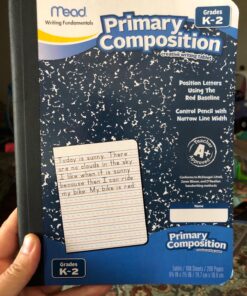 Mead
Writing Fundamentals
Primary
Composition
Grades
K-2
Position Letters
Using The
Red Baseline
Control Pencil with
Narrow Line Width
Today is sunny. There
are no clouds in the sky.
I like when it is sunny
because then I can ride
my bike. My bike is red.
Name
Primary
Composition
Grades
K-2